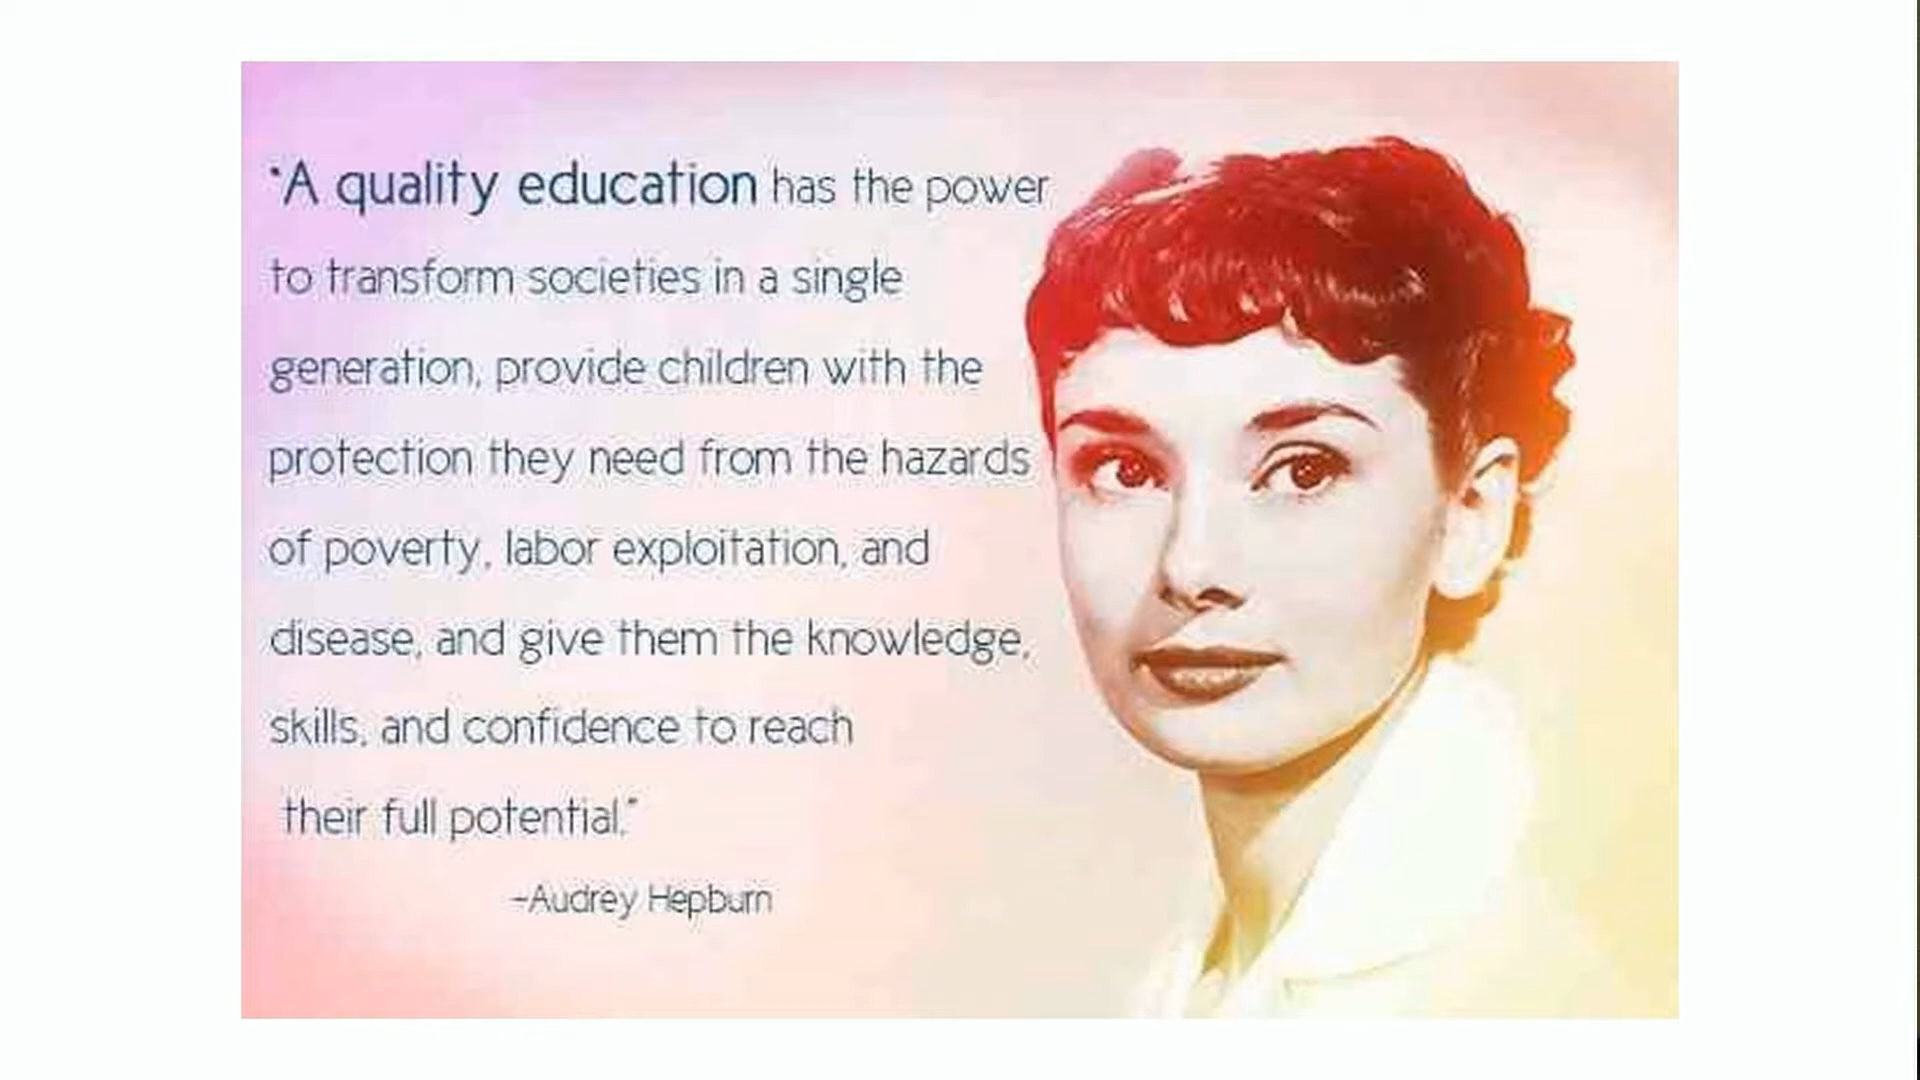 "A quality education has the power
to transform societies in a single
generation, provide children with the
protection they need from the hazards
of poverty, labor exploitation, and
disease, and give them the knowledge,
skills, and confidence to reach
their full potential."
-Audrey Hepburn